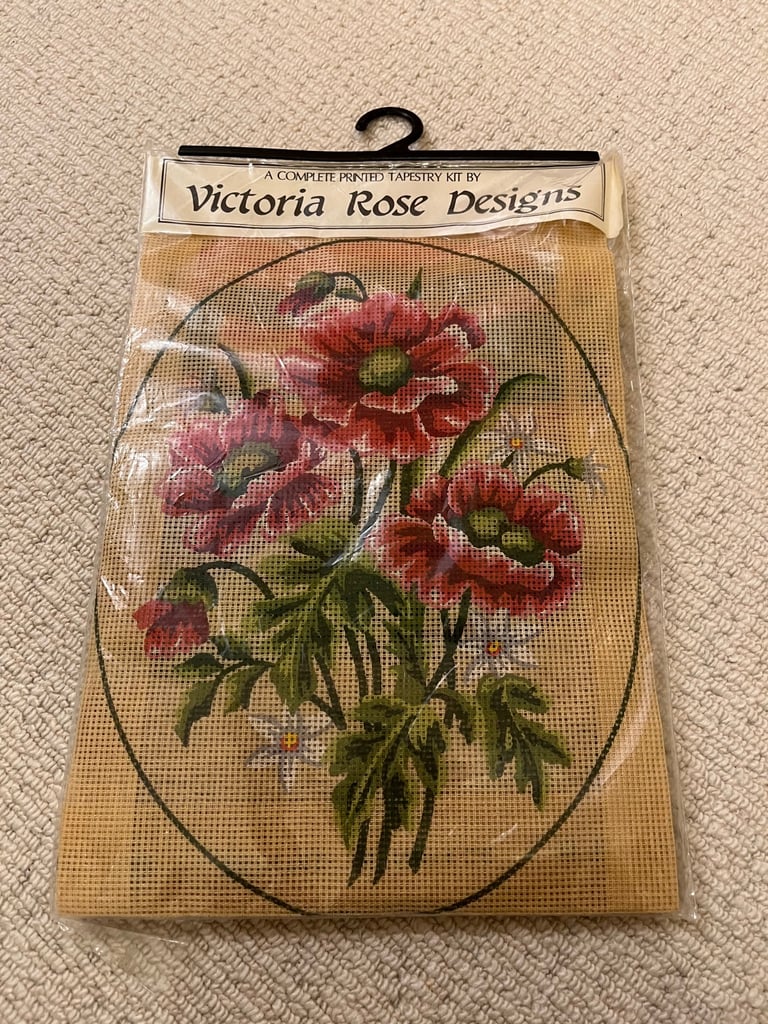 A COMPLETE PRINTED TAPESTRY KIT BY
Victoria Rose Designs